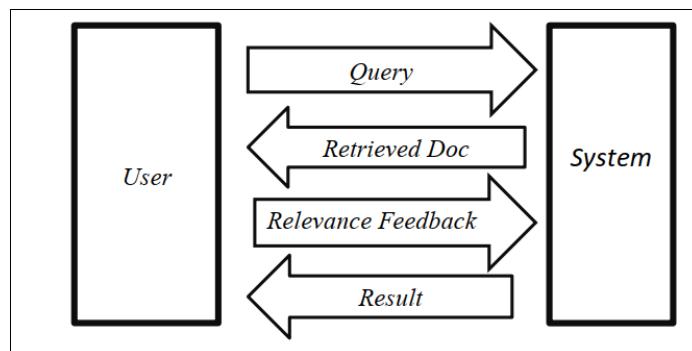 User
Query
Retrieved Doc
Relevance Feedback
Result
System